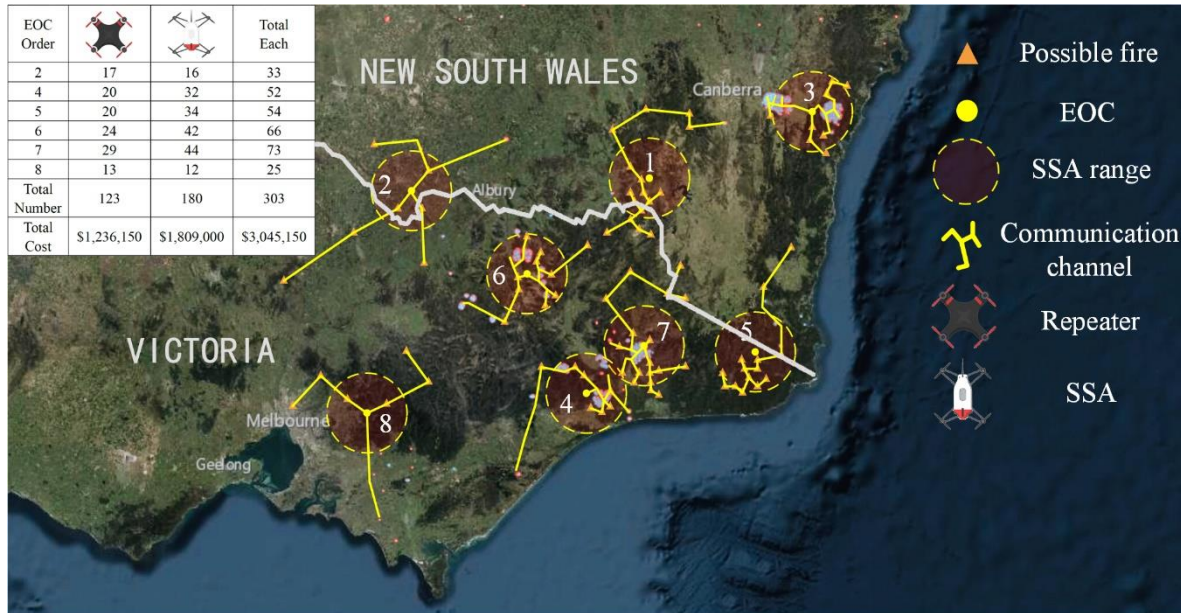 EOC Order Total Each
2 17 16 33
4 20 32 52
5 20 34 54
6 24 42 66
7 29 44 73
8 13 12 25
Total Number 123 180 303
Total Cost $1,236,150 $1,809,000 $3,045,150
NEW SOUTH WALES
Canberra
3
1
2
Albury
6
VICTORIA
7
5
4
Melbourne
8
Geelong
Possible fire
EOC
SSA range
Communication
channel
Repeater
SSA